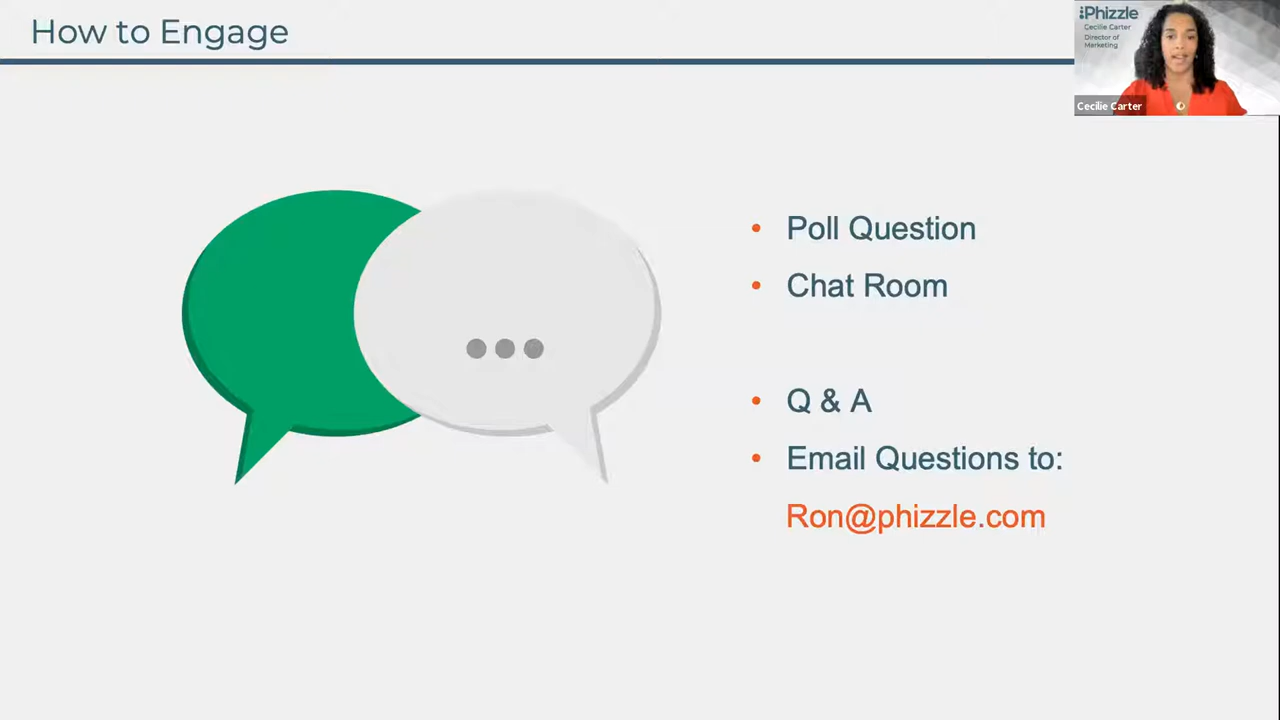 How to Engage
Phizzle
Cecilie Carter
Director of
Marketing
Cecilie Carter
• Poll Question
• Chat Room
• Q & A
• Email Questions to:
Ron@phizzle.com